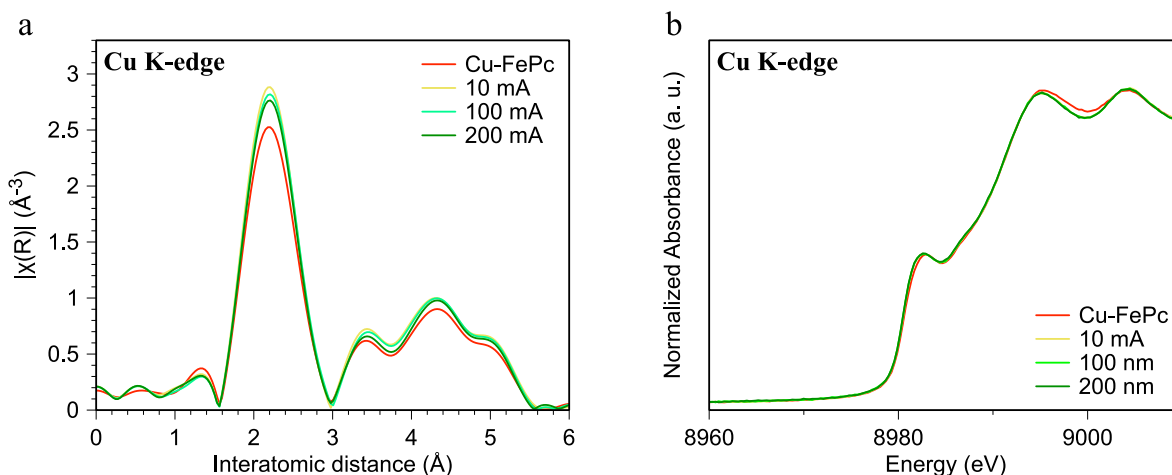 a
Cu K-edge
Cu-FePc
10 mA
100 mA
200 mA
|χ(R)| (Å⁻³)
3
2.5
2
1.5
1
0.5
0
0 1 2 3 4 5 6
Interatomic distance (Å)
b
Cu K-edge
Normalized Absorbance (a. u.)
Cu-FePc
10 mA
100 nm
200 nm
8960 8980 9000
Energy (eV)